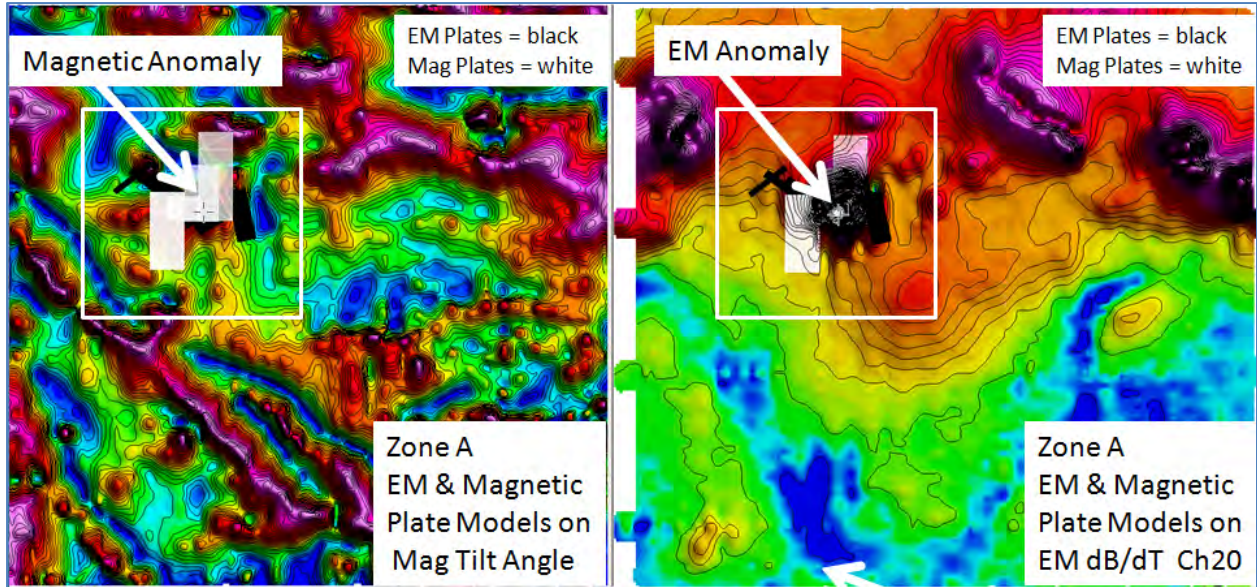 Magnetic Anomaly
EM Plates = black
Mag Plates = white
Zone A
EM & Magnetic
Plate Models on
Mag Tilt Angle
EM Anomaly
EM Plates = black
Mag Plates = white
Zone A
EM & Magnetic
Plate Models on
EM dB/dT Ch20